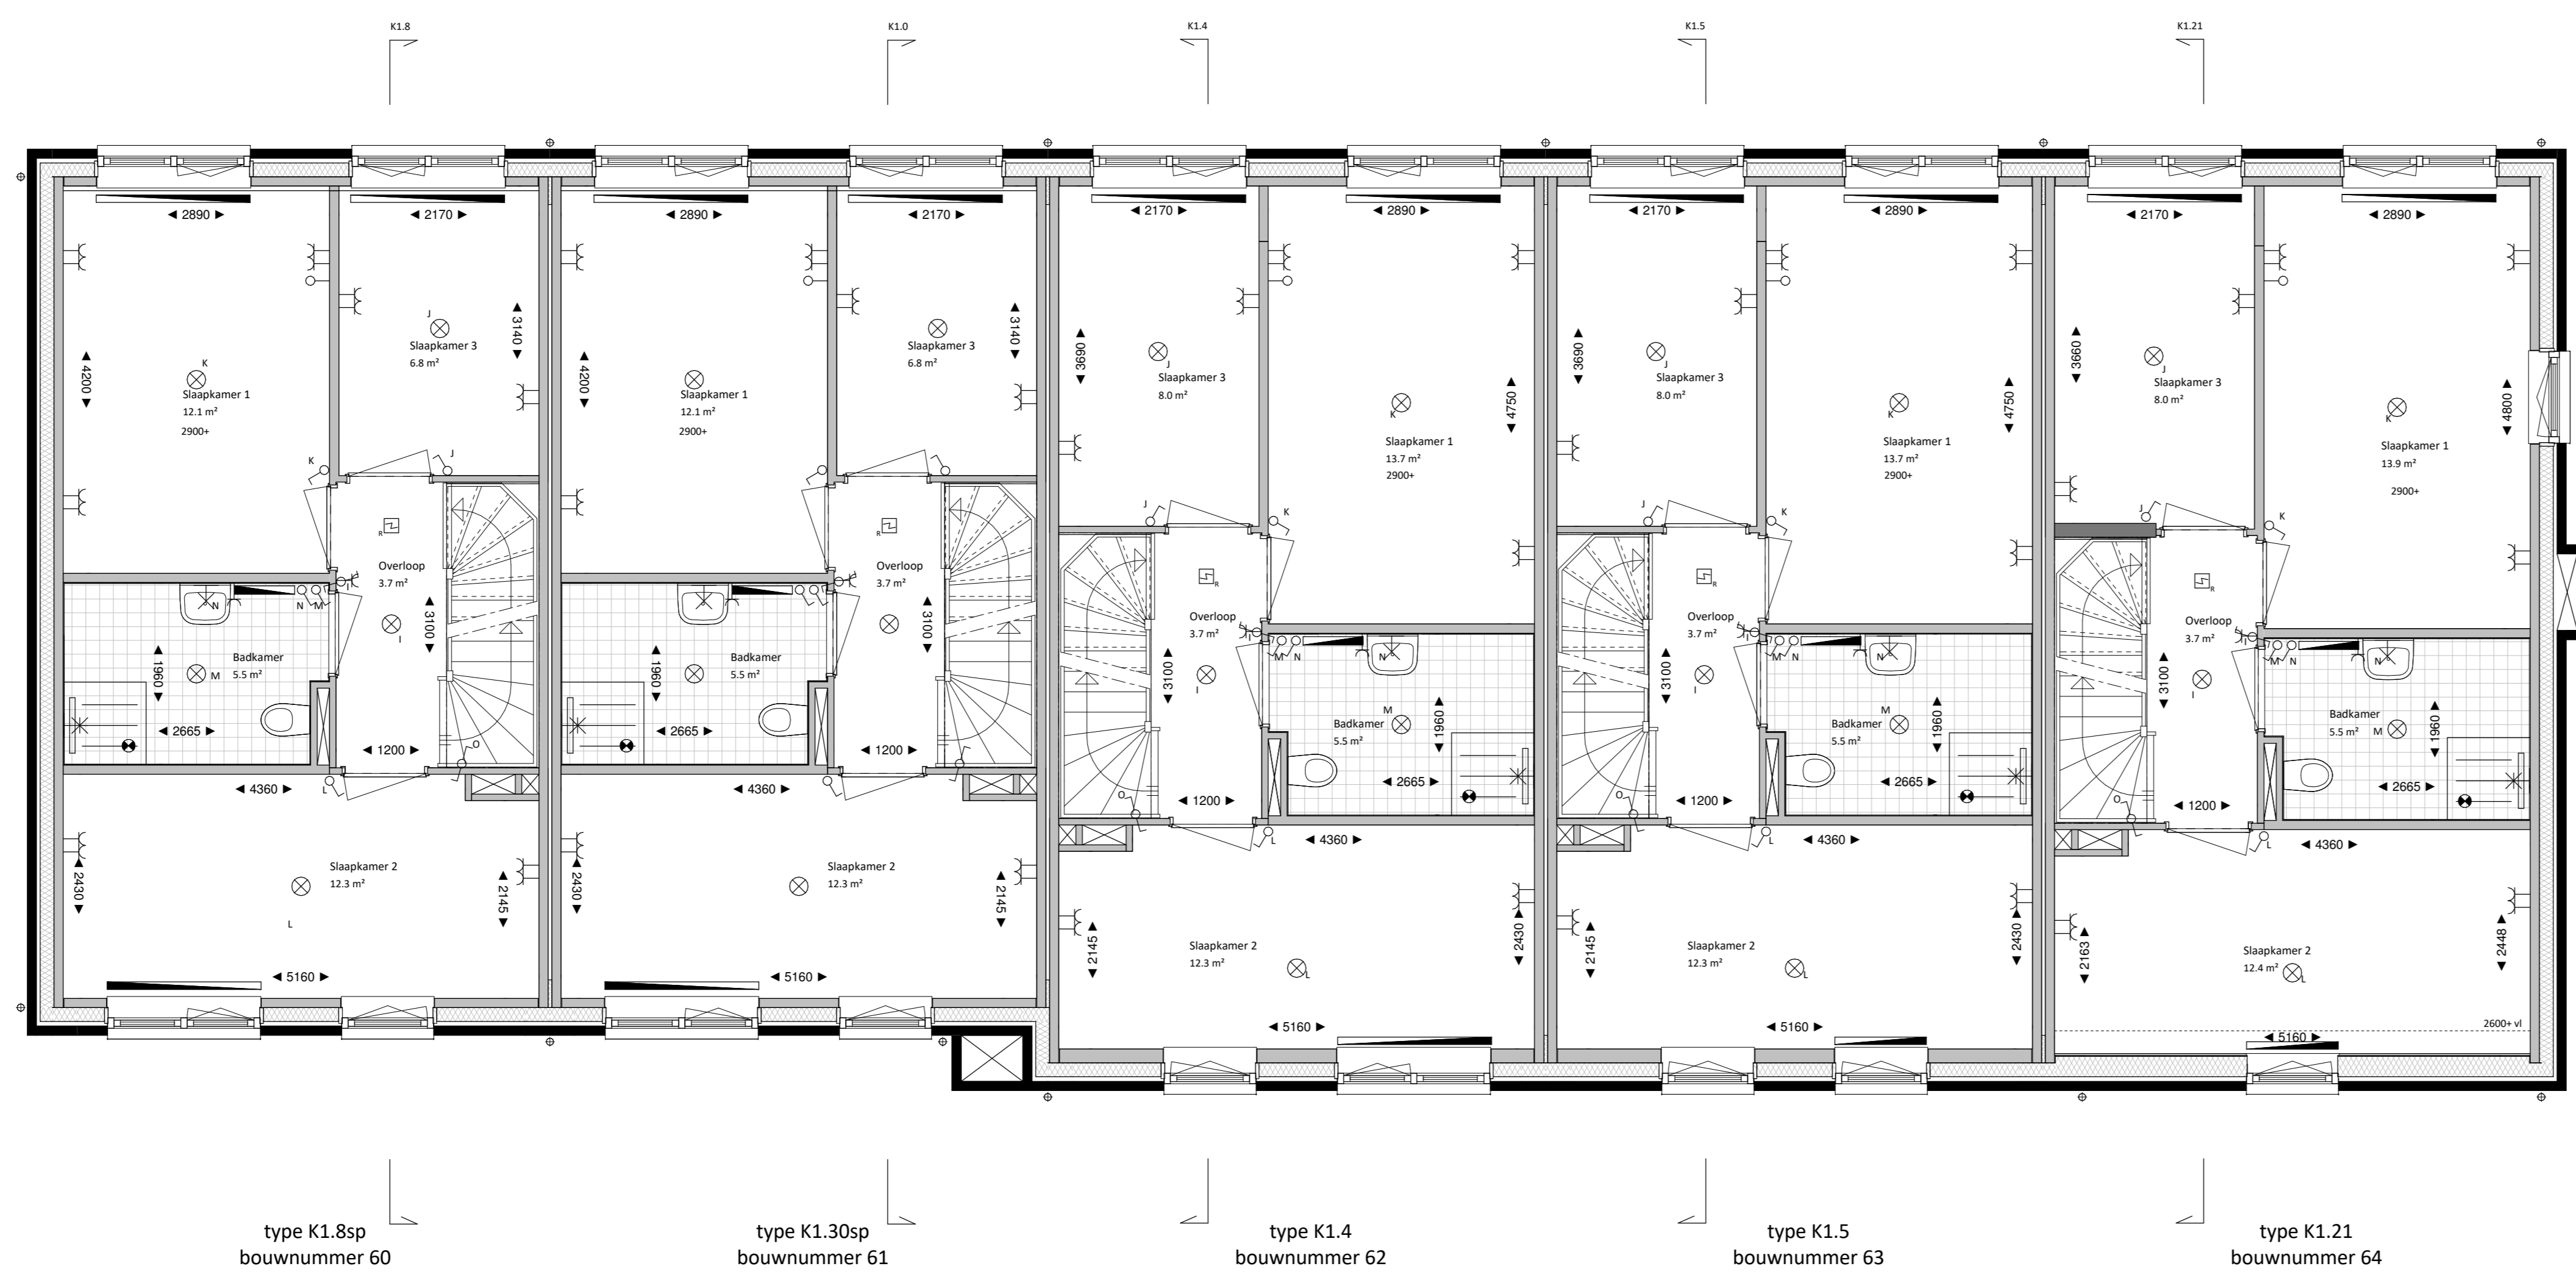 K1.8
K1.0
K1.4
K1.5
K1.21
◄ 2890 ►
◄ 2170 ►
◄ 4200 ►
◄ 3140 ►
J
Slaapkamer 3
6.8 m²
K
Slaapkamer 1
12.1 m²
2900+
K
J
R
Overloop
3.7 m²
I
I
◄ 3100 ►
N
N
M
Badkamer
5.5 m²
M
◄ 1960 ►
◄ 2665 ►
◄ 1200 ►
O
◄ 4360 ►
L
◄ 2430 ►
Slaapkamer 2
12.3 m²
◄ 2145 ►
L
◄ 5160 ►
◄ 2890 ►
◄ 2170 ►
◄ 4200 ►
◄ 3140 ►
Slaapkamer 3
6.8 m²
Slaapkamer 1
12.1 m²
2900+
R
Overloop
3.7 m²
◄ 3100 ►
Badkamer
5.5 m²
◄ 1960 ►
◄ 2665 ►
◄ 1200 ►
◄ 4360 ►
◄ 2430 ►
Slaapkamer 2
12.3 m²
◄ 2145 ►
◄ 5160 ►
◄ 2170 ►
◄ 2890 ►
◄ 3690 ►
J
Slaapkamer 3
8.0 m²
◄ 4750 ►
K
Slaapkamer 1
13.7 m²
2900+
J
K
R
Overloop
3.7 m²
I
I
◄ 3100 ►
M
N
N
M
Badkamer
5.5 m²
◄ 1960 ►
◄ 2665 ►
O
◄ 1200 ►
L
◄ 4360 ►
◄ 2145 ►
Slaapkamer 2
12.3 m²
L
◄ 2430 ►
◄ 5160 ►
◄ 2170 ►
◄ 2890 ►
◄ 3690 ►
J
Slaapkamer 3
8.0 m²
◄ 4750 ►
K
Slaapkamer 1
13.7 m²
2900+
J
K
R
Overloop
3.7 m²
I
I
◄ 3100 ►
M
N
N
M
Badkamer
5.5 m²
◄ 1960 ►
◄ 2665 ►
O
◄ 1200 ►
L
◄ 4360 ►
◄ 2145 ►
Slaapkamer 2
12.3 m²
L
◄ 2430 ►
◄ 5160 ►
◄ 2170 ►
◄ 2890 ►
◄ 3660 ►
J
Slaapkamer 3
8.0 m²
◄ 4800 ►
K
Slaapkamer 1
13.9 m²
2900+
J
K
R
Overloop
3.7 m²
I
I
◄ 3100 ►
M
N
N
Badkamer
5.5 m²
M
◄ 1960 ►
◄ 2665 ►
O
◄ 1200 ►
L
◄ 4360 ►
◄ 2163 ►
Slaapkamer 2
12.4 m²
L
◄ 2448 ►
2600+ vl
◄ 5160 ►
type K1.8sp
bouwnummer 60
type K1.30sp
bouwnummer 61
type K1.4
bouwnummer 62
type K1.5
bouwnummer 63
type K1.21
bouwnummer 64